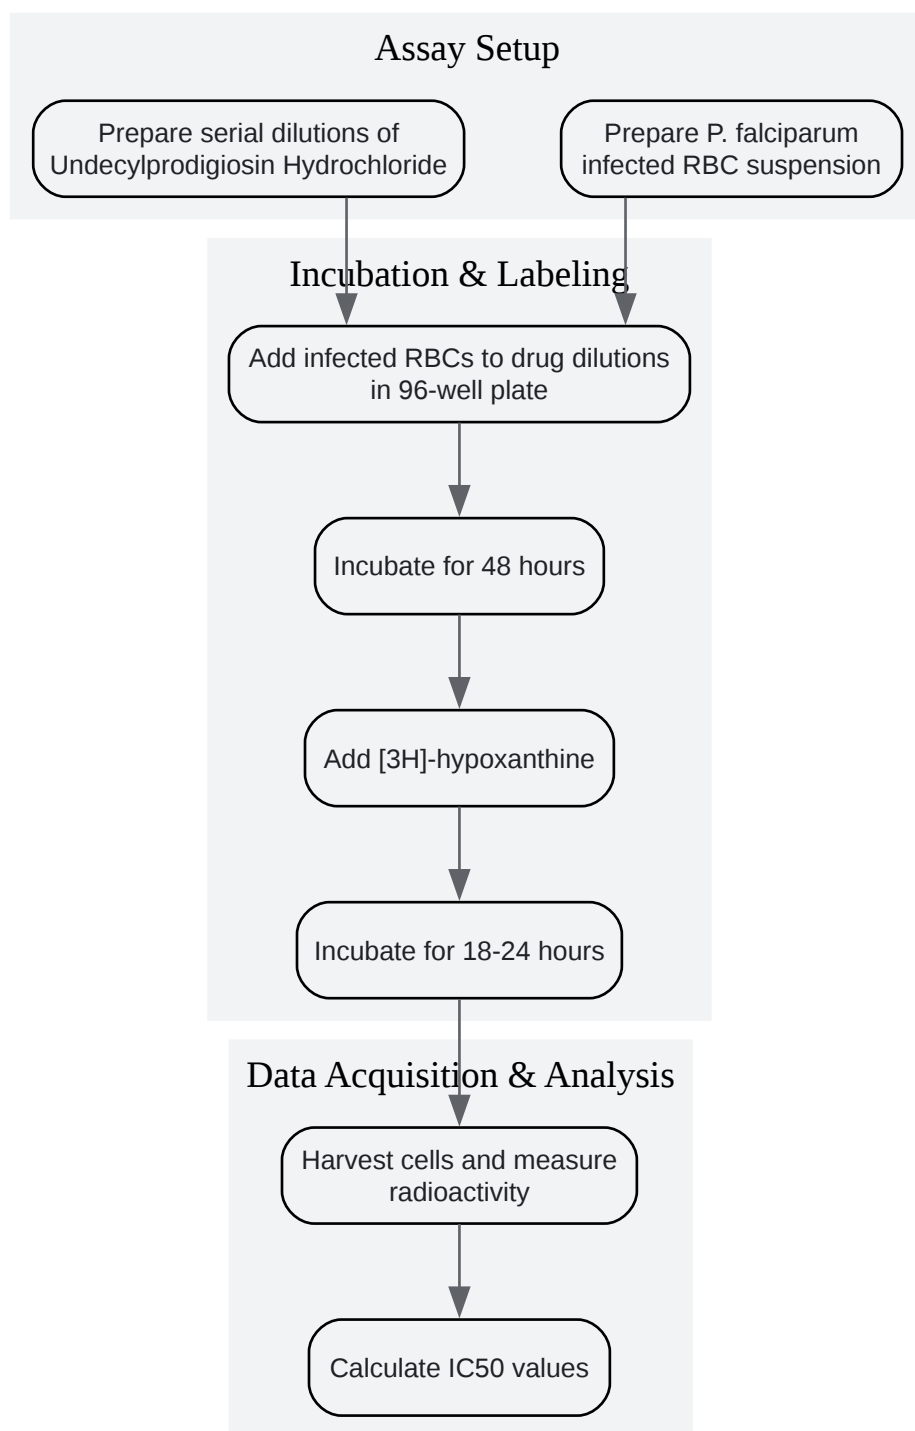 Assay Setup
Prepare serial dilutions of
Undecylprodigiosin Hydrochloride
Prepare P. falciparum
infected RBC suspension
Incubation & Labeling
Add infected RBCs to drug dilutions
in 96-well plate
Incubate for 48 hours
Add [3H]-hypoxanthine
Incubate for 18-24 hours
Data Acquisition & Analysis
Harvest cells and measure
radioactivity
Calculate IC50 values